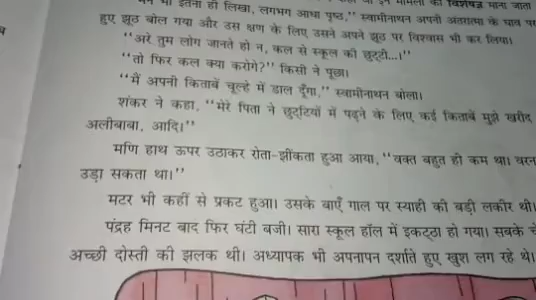 भी इतना ही लिखा, लगभग आधा पृष्ठ,” स्वामीनाथन अपनी अंतरात्मा के घाव पर
हुए झूठ बोल गया और उस क्षण के लिए उसने अपने झूठ पर विश्वास भी कर लिया।
“अरे तुम लोग जानते हो न, कल से स्कूल की छुट्टी...।”
“तो फिर कल क्या करोगे?” किसी ने पूछा।
“मैं अपनी किताबें चूल्हे में डाल दूँगा,” स्वामीनाथन बोला।
शंकर ने कहा, “मेरे पिता ने छुट्टियों में पढ़ने के लिए कई किताबें मुझे खरीद
अलीबाबा, आदि।”
मणि हाथ ऊपर उठाकर रोता-झींकता हुआ आया, “वक्त बहुत ही कम था। वरन
उड़ा सकता था।”
मटर भी कहीं से प्रकट हुआ। उसके बाएँ गाल पर स्याही की बड़ी लकीर थी।
पंद्रह मिनट बाद फिर घंटी बजी। सारा स्कूल हॉल में इकट्ठा हो गया। सबके चे
अच्छी दोस्ती की झलक थी। अध्यापक भी अपनापन दर्शाते हुए खुश लग रहे थे।